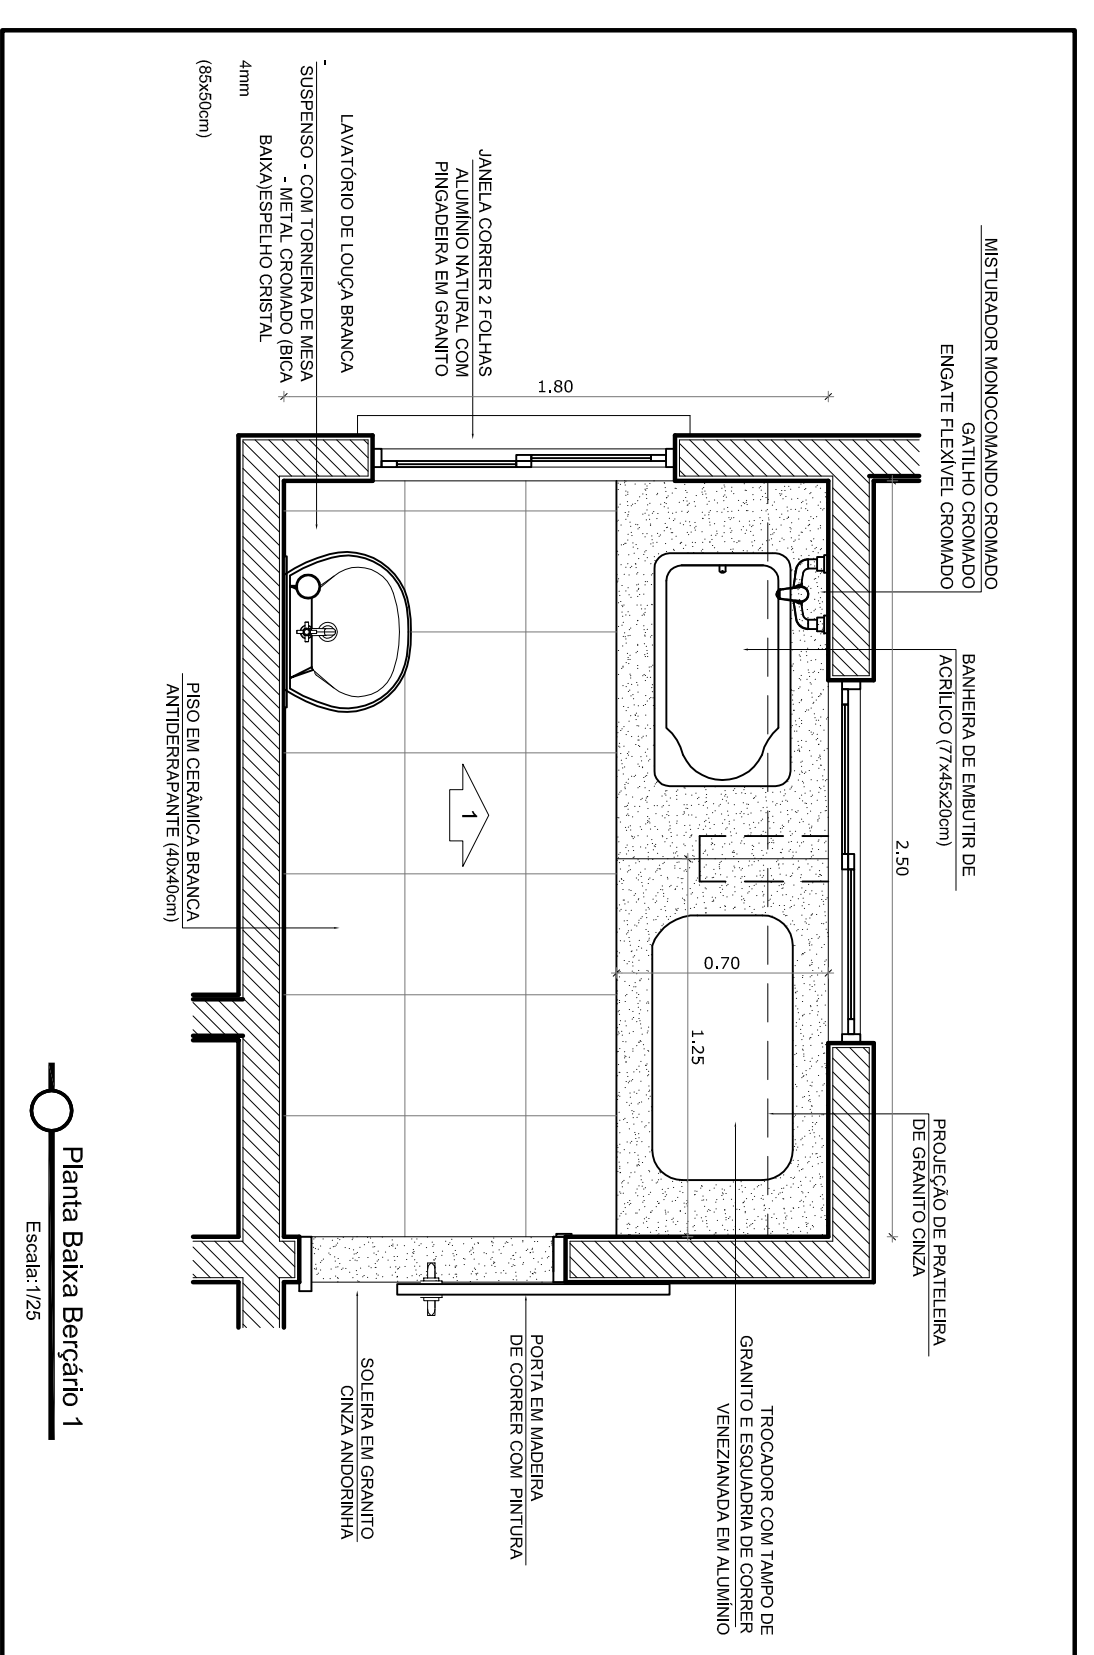 MISTURADOR MONOCOMANDO CROMADO
GATILHO CROMADO
ENGATE FLEXÍVEL CROMADO
BANHEIRA DE EMBUTIR DE
ACRÍLICO (77x45x20cm)
PROJEÇÃO DE PRATELEIRA
DE GRANITO CINZA
2.50
TROCADOR COM TAMPO DE
GRANITO E ESQUADRIA DE CORRER
VENEZIANADA EM ALUMÍNIO
0.70
1.25
1.80
JANELA CORRER 2 FOLHAS
ALUMÍNIO NATURAL COM
PINGADEIRA EM GRANITO
1
PORTA EM MADEIRA
DE CORRER COM PINTURA
LAVATÓRIO DE LOUÇA BRANCA
-
SUSPENSO - COM TORNEIRA DE MESA
- METAL CROMADO (BICA
BAIXA)ESPELHO CRISTAL
4mm
(85x50cm)
SOLEIRA EM GRANITO
CINZA ANDORINHA
PISO EM CERÂMICA BRANCA
ANTIDERRAPANTE (40x40cm)
Planta Baixa Berçário 1
Escala:1/25